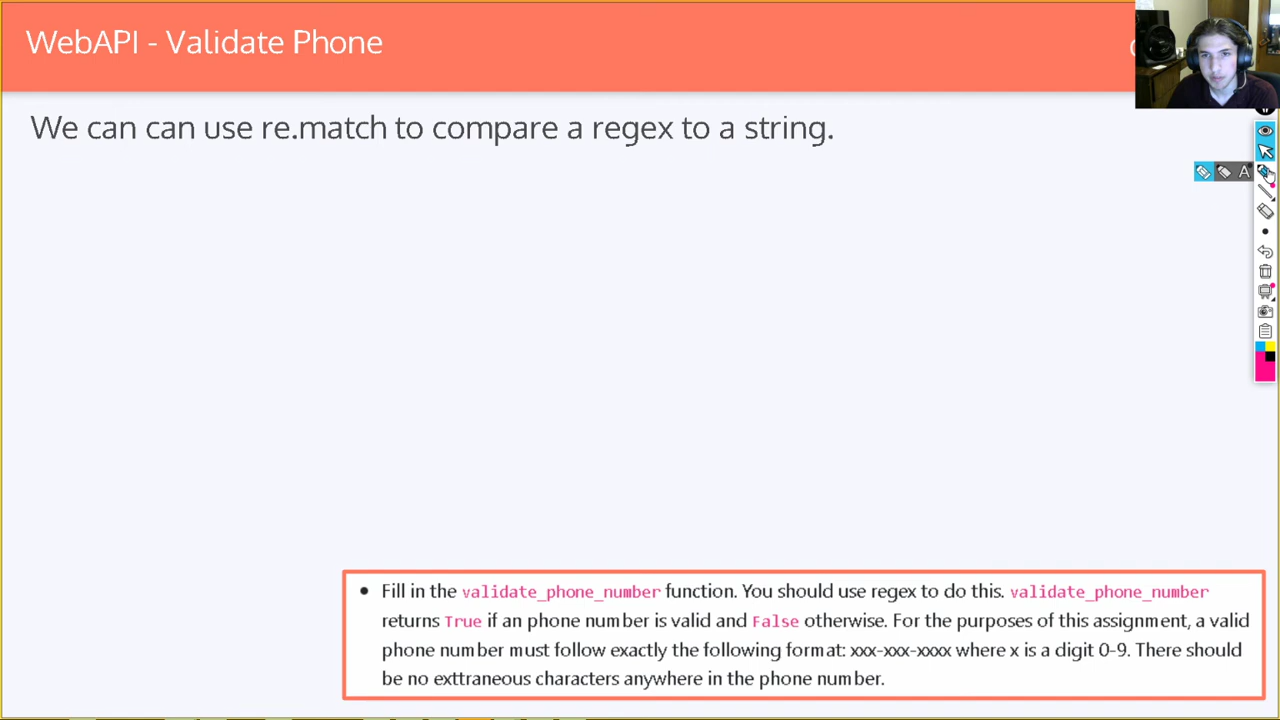 WebAPI - Validate Phone
We can can use re.match to compare a regex to a string.
A
• Fill in the validate_phone_number function. You should use regex to do this. validate_phone_number
returns True if an phone number is valid and False otherwise. For the purposes of this assignment, a valid
phone number must follow exactly the following format: xxx-xxx-xxxx where x is a digit 0-9. There should
be no exttraneous characters anywhere in the phone number.